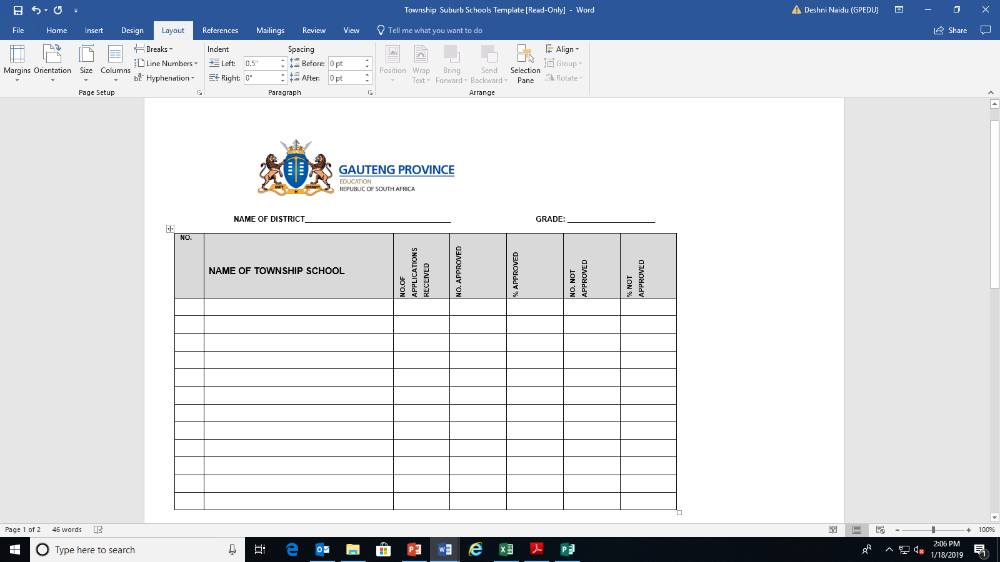 Township  Suburb Schools Template [Read-Only]  -  Word
Deshni Naidu (GPEDU)
File Home Insert Design Layout References Mailings Review View Tell me what you want to do Share
Margins Orientation Size Columns
Breaks
Line Numbers
Hyphenation
Page Setup
Indent
Left: 0.5"
Right: 0"
Spacing
Before: 0 pt
After: 0 pt
Paragraph
Position
Wrap
Text
Bring
Forward
Send
Backward
Selection
Pane
Align
Group
Rotate
Arrange
UNITY IN DIVERSITY
GAUTENG PROVINCE
EDUCATION
REPUBLIC OF SOUTH AFRICA
NAME OF DISTRICT__________________________________ GRADE: ____________________
NO.
NAME OF TOWNSHIP SCHOOL
NO.OF
APPLICATIONS
RECEIVED
NO. APPROVED
% APPROVED
NO. NOT
APPROVED
% NOT
APPROVED
Page 1 of 2 46 words
100%
Type here to search
2:06 PM
1/18/2019
1